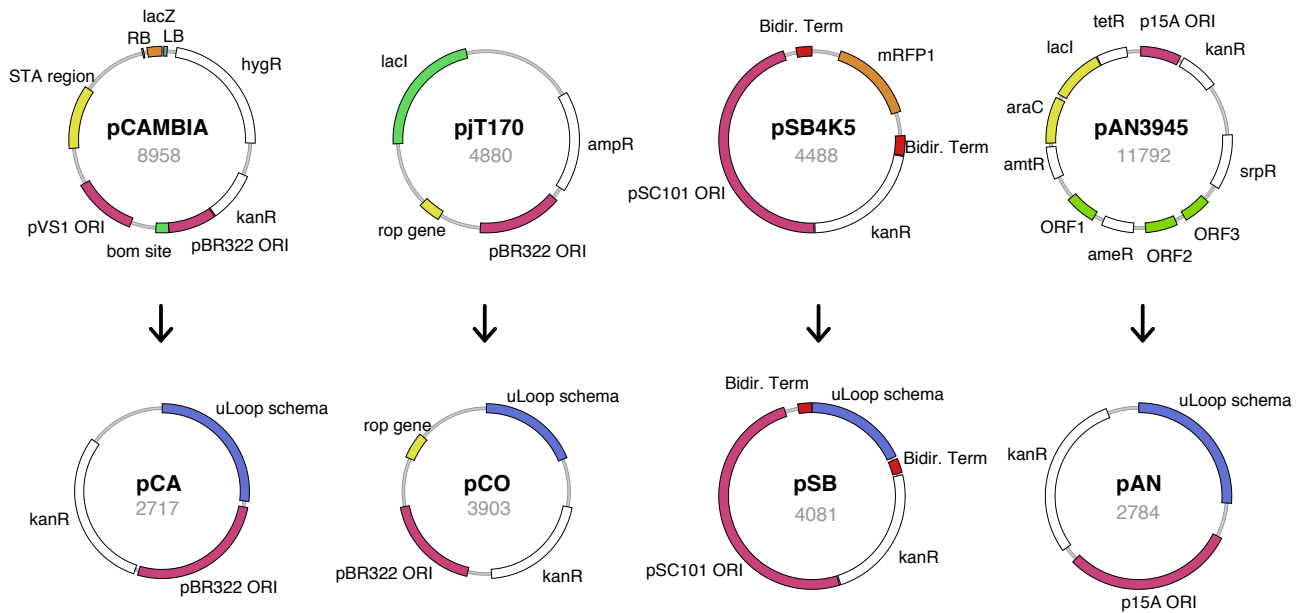 lacZ
RB
LB
STA region
hygR
pCAMBIA
8958
kanR
pVS1 ORI
bom site
pBR322 ORI
lacI
pjT170
4880
ampR
rop gene
pBR322 ORI
Bidir. Term
mRFP1
pSB4K5
4488
Bidir. Term
pSC101 ORI
kanR
tetR
p15A ORI
lacI
kanR
araC
pAN3945
11792
amtR
srpR
ORF1
ORF3
ameR
ORF2
uLoop schema
pCA
2717
kanR
pBR322 ORI
uLoop schema
rop gene
pCO
3903
pBR322 ORI
kanR
Bidir. Term
uLoop schema
Bidir. Term
pSB
4081
kanR
pSC101 ORI
uLoop schema
kanR
pAN
2784
p15A ORI